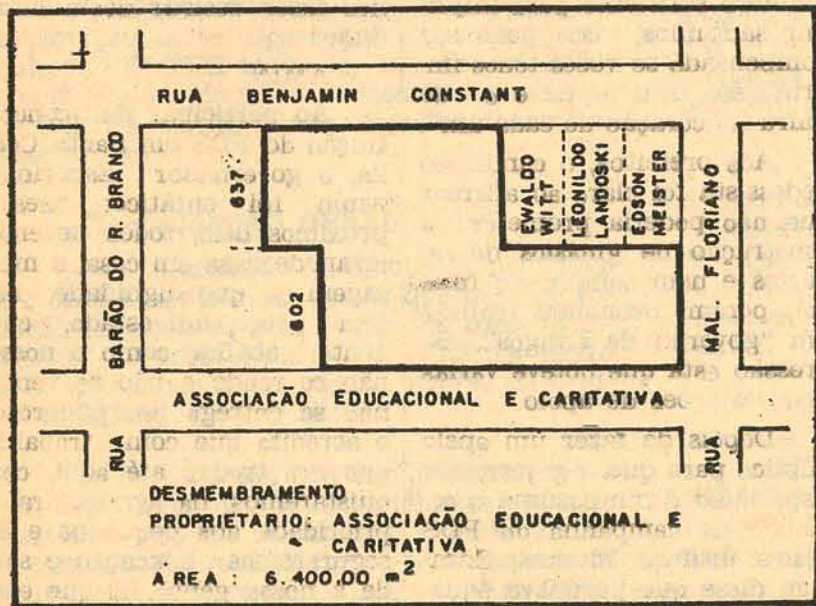 RUA BENJAMIN CONSTANT
RUA BARÃO DO R. BRANCO
637
602
EWALDO
WITT
LEONILDO
LANDOSKI
EDSON
MEISTER
RUA MAL. FLORIANO
ASSOCIAÇÃO EDUCACIONAL E CARITATIVA
DESMEMBRAMENTO
PROPRIETARIO: ASSOCIAÇÃO EDUCACIONAL E
CARITATIVA
AREA : 6.400,00 m²